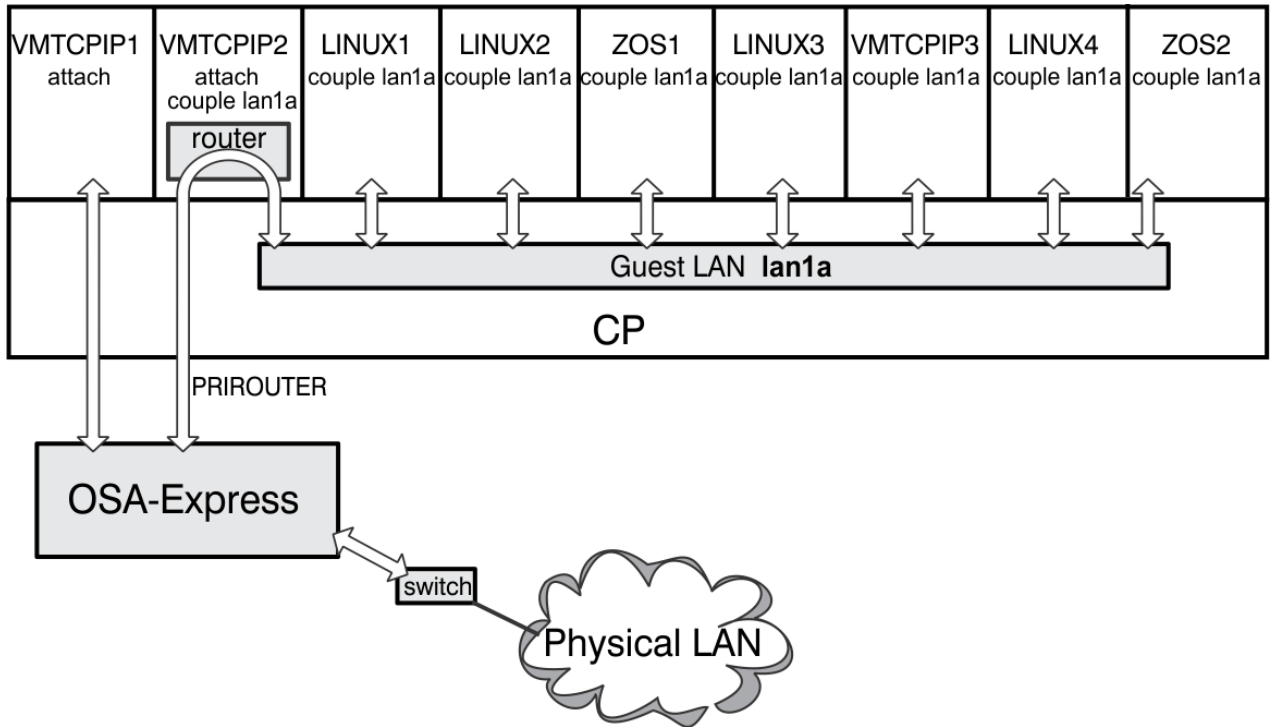 VMTCPIP1
attach
VMTCPIP2
attach
couple lan1a
router
LINUX1
couple lan1a
LINUX2
couple lan1a
ZOS1
couple lan1a
LINUX3
couple lan1a
VMTCPIP3
couple lan1a
LINUX4
couple lan1a
ZOS2
couple lan1a
Guest LAN lan1a
CP
PRIROUTER
OSA-Express
switch
Physical LAN